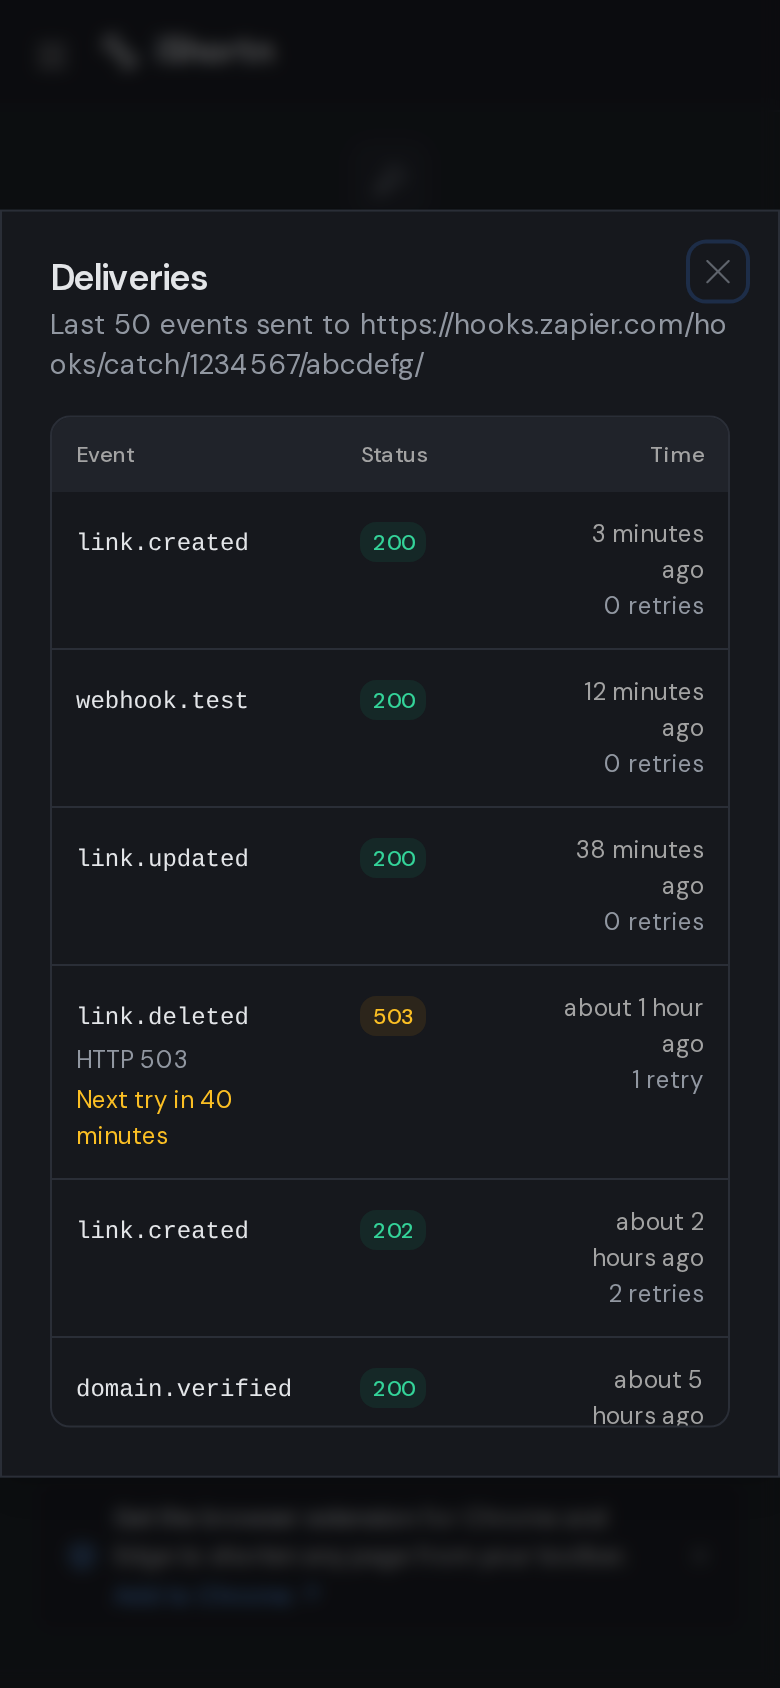 Deliveries
Last 50 events sent to https://hooks.zapier.com/ho
oks/catch/1234567/abcdefg/
Event Status Time
link.created 200 3 minutes
ago
0 retries
webhook.test 200 12 minutes
ago
0 retries
link.updated 200 38 minutes
ago
0 retries
link.deleted 503 about 1 hour
HTTP 503 ago
Next try in 40 1 retry
minutes
link.created 202 about 2
hours ago
2 retries
domain.verified 200 about 5
hours ago